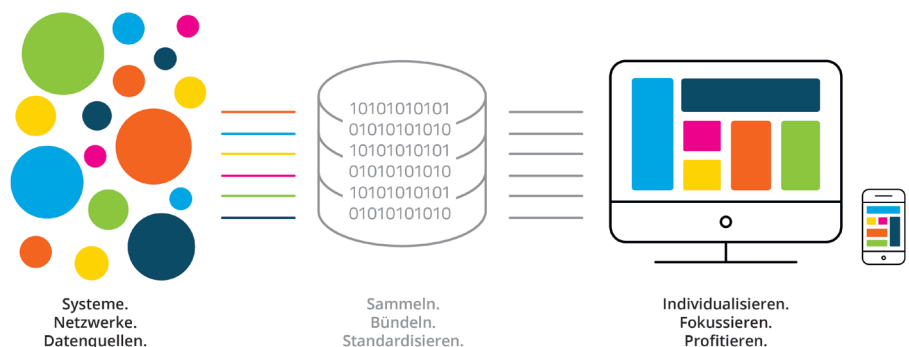 10101010101
01010101010
10101010101
01010101010
10101010101
01010101010
Systeme.
Netzwerke.
Datenquellen.
Sammeln.
Bündeln.
Standardisieren.
Individualisieren.
Fokussieren.
Profitieren.